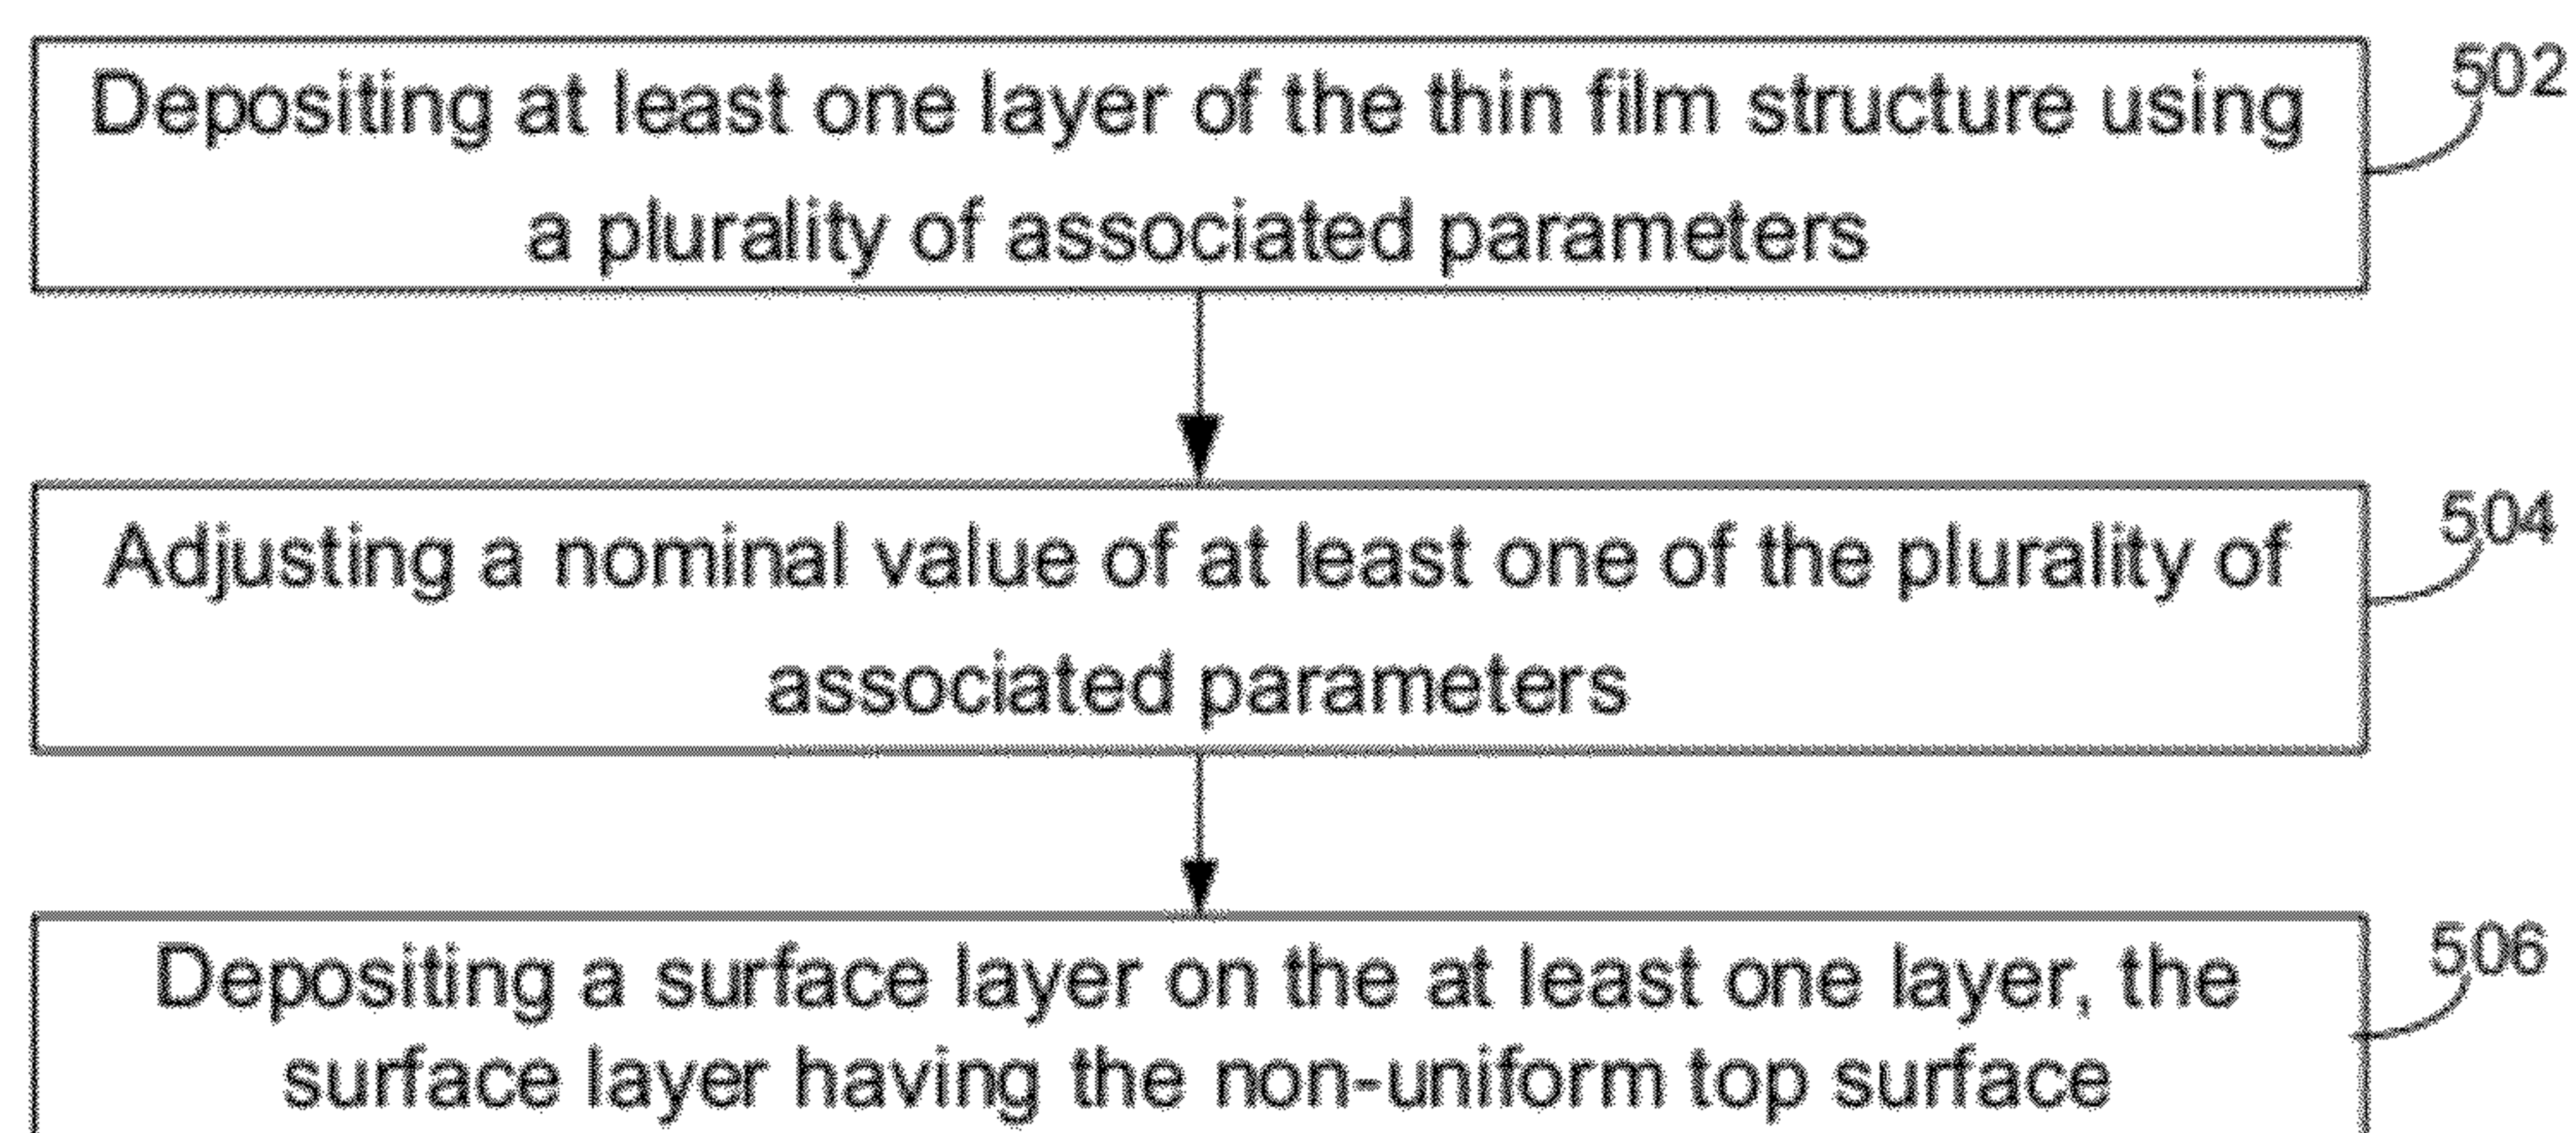 Depositing at least one layer of the thin film structure using
a plurality of associated parameters
502
Adjusting a nominal value of at least one of the plurality of
associated parameters
504
Depositing a surface layer on the at least one layer, the
surface layer having the non-uniform top surface
506